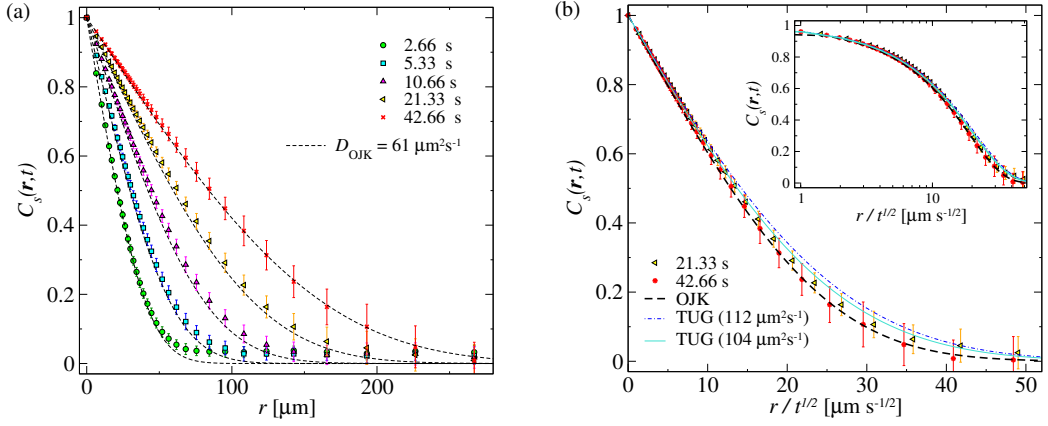 (a)
1
0.8
0.6
0.4
0.2
0
C_s(r,t)
2.66 s
5.33 s
10.66 s
21.33 s
42.66 s
D_OJK = 61 μm²s⁻¹
0
100
200
r [μm]
(b)
1
0.8
0.6
0.4
0.2
0
C_s(r,t)
21.33 s
42.66 s
OJK
TUG (112 μm²s⁻¹)
TUG (104 μm²s⁻¹)
0
10
20
30
40
50
r / t^1/2 [μm s^-1/2]
1.0
0.8
0.6
0.4
0.2
0.0
C_s(r,t)
1
10
r / t^1/2 [μm s^-1/2]